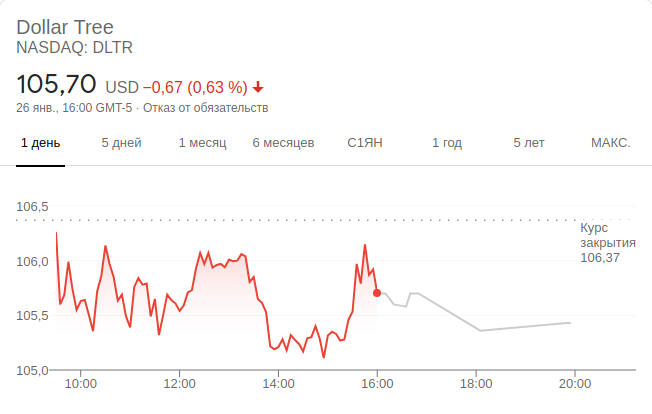 Dollar Tree
NASDAQ: DLTR
105,70 USD −0,67 (0,63 %)
26 янв., 16:00 GMT-5 · Отказ от обязательств
1 день 5 дней 1 месяц 6 месяцев С1ЯН 1 год 5 лет МАКС.
106,5
Курс
закрытия
106,37
106,0
105,5
105,0
10:00 12:00 14:00 16:00 18:00 20:00